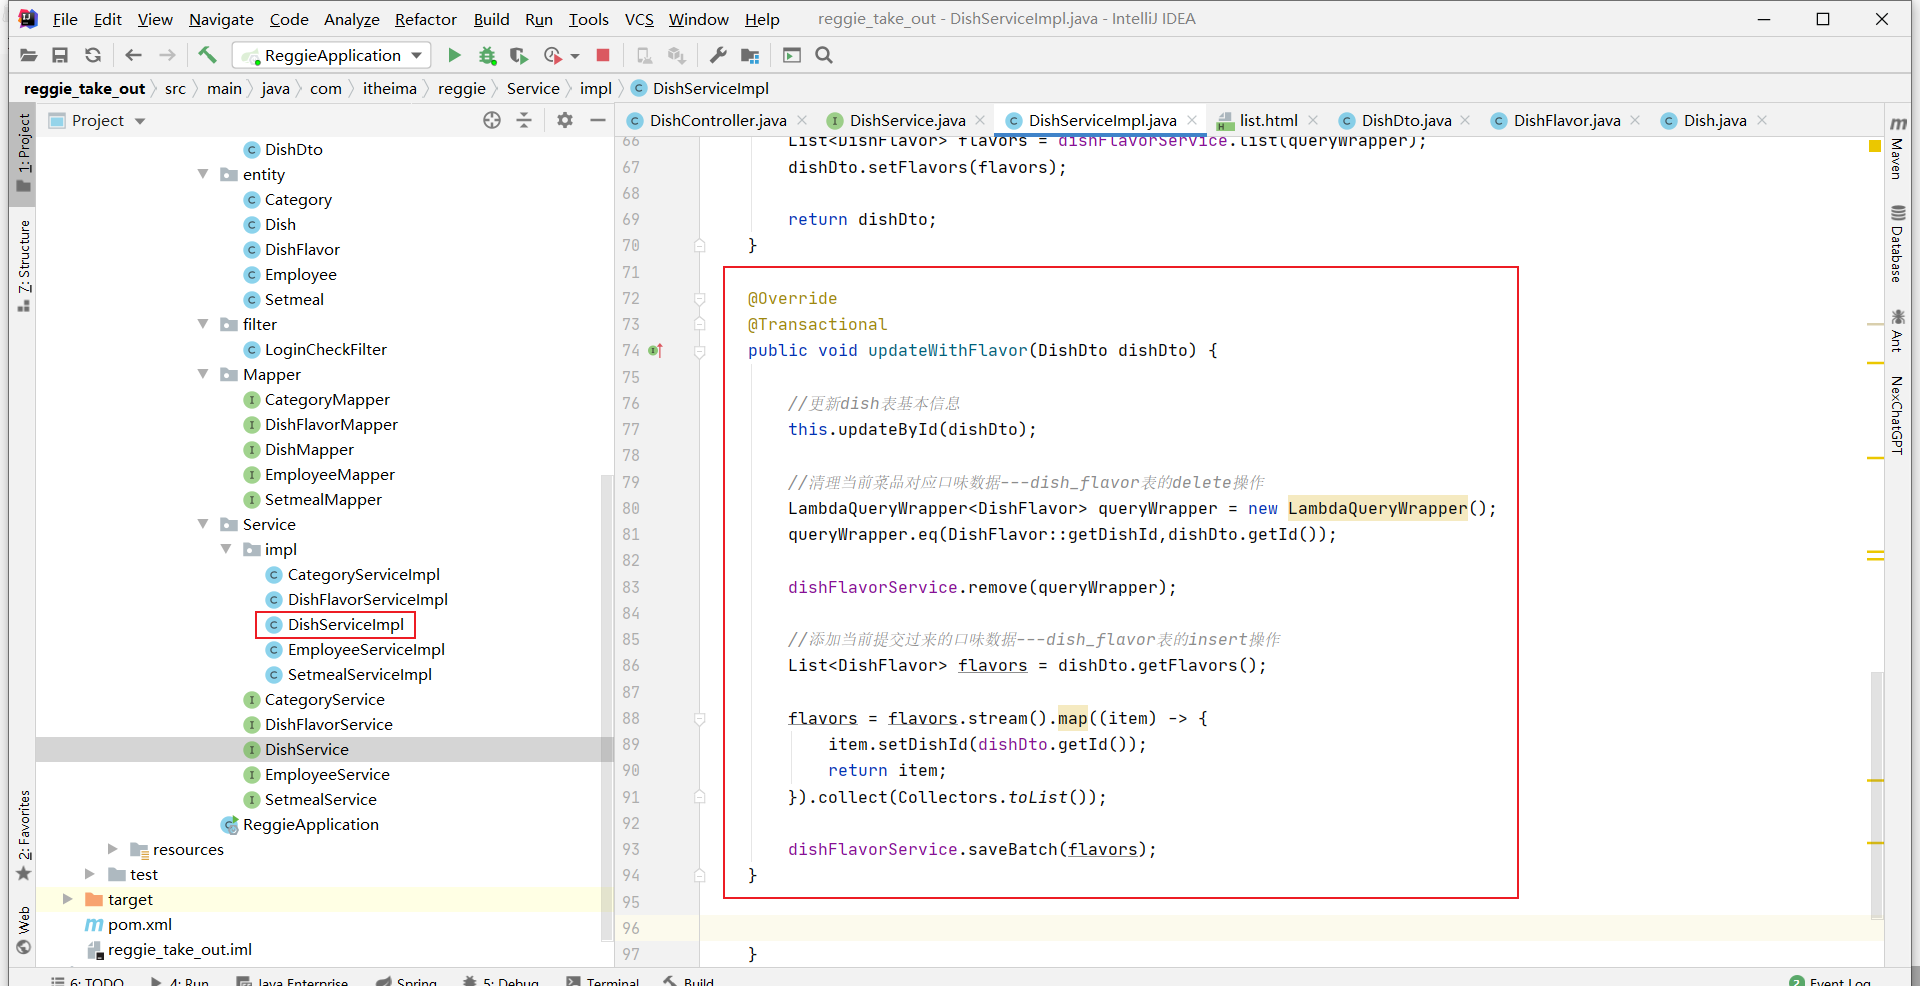 File Edit View Navigate Code Analyze Refactor Build Run Tools VCS Window Help reggie_take_out - DishServiceImpl.java - IntelliJ IDEA
ReggieApplication
reggie_take_out src main java com itheima reggie Service impl DishServiceImpl
Project
DishController.java DishService.java DishServiceImpl.java list.html DishDto.java DishFlavor.java Dish.java
1: Project
7: Structure
2: Favorites
Web
DishDto
entity
Category
Dish
DishFlavor
Employee
Setmeal
filter
LoginCheckFilter
Mapper
CategoryMapper
DishFlavorMapper
DishMapper
EmployeeMapper
SetmealMapper
Service
impl
CategoryServiceImpl
DishFlavorServiceImpl
DishServiceImpl
EmployeeServiceImpl
SetmealServiceImpl
CategoryService
DishFlavorService
DishService
EmployeeService
SetmealService
ReggieApplication
resources
test
target
pom.xml
reggie_take_out.iml
66 List<DishFlavor> flavors = dishFlavorService.list(queryWrapper);
67 dishDto.setFlavors(flavors);
68
69 return dishDto;
70 }
71
72 @Override
73 @Transactional
74 public void updateWithFlavor(DishDto dishDto) {
75
76 //更新dish表基本信息
77 this.updateById(dishDto);
78
79 //清理当前菜品对应口味数据---dish_flavor表的delete操作
80 LambdaQueryWrapper<DishFlavor> queryWrapper = new LambdaQueryWrapper();
81 queryWrapper.eq(DishFlavor::getDishId,dishDto.getId());
82
83 dishFlavorService.remove(queryWrapper);
84
85 //添加当前提交过来的口味数据---dish_flavor表的insert操作
86 List<DishFlavor> flavors = dishDto.getFlavors();
87
88 flavors = flavors.stream().map((item) -> {
89 item.setDishId(dishDto.getId());
90 return item;
91 }).collect(Collectors.toList());
92
93 dishFlavorService.saveBatch(flavors);
94 }
95
96
97 }
Maven
Database
Ant
NexChatGPT
6: TODO 4: Run Java Enterprise Spring 5: Debug Terminal Build 2 Event Log